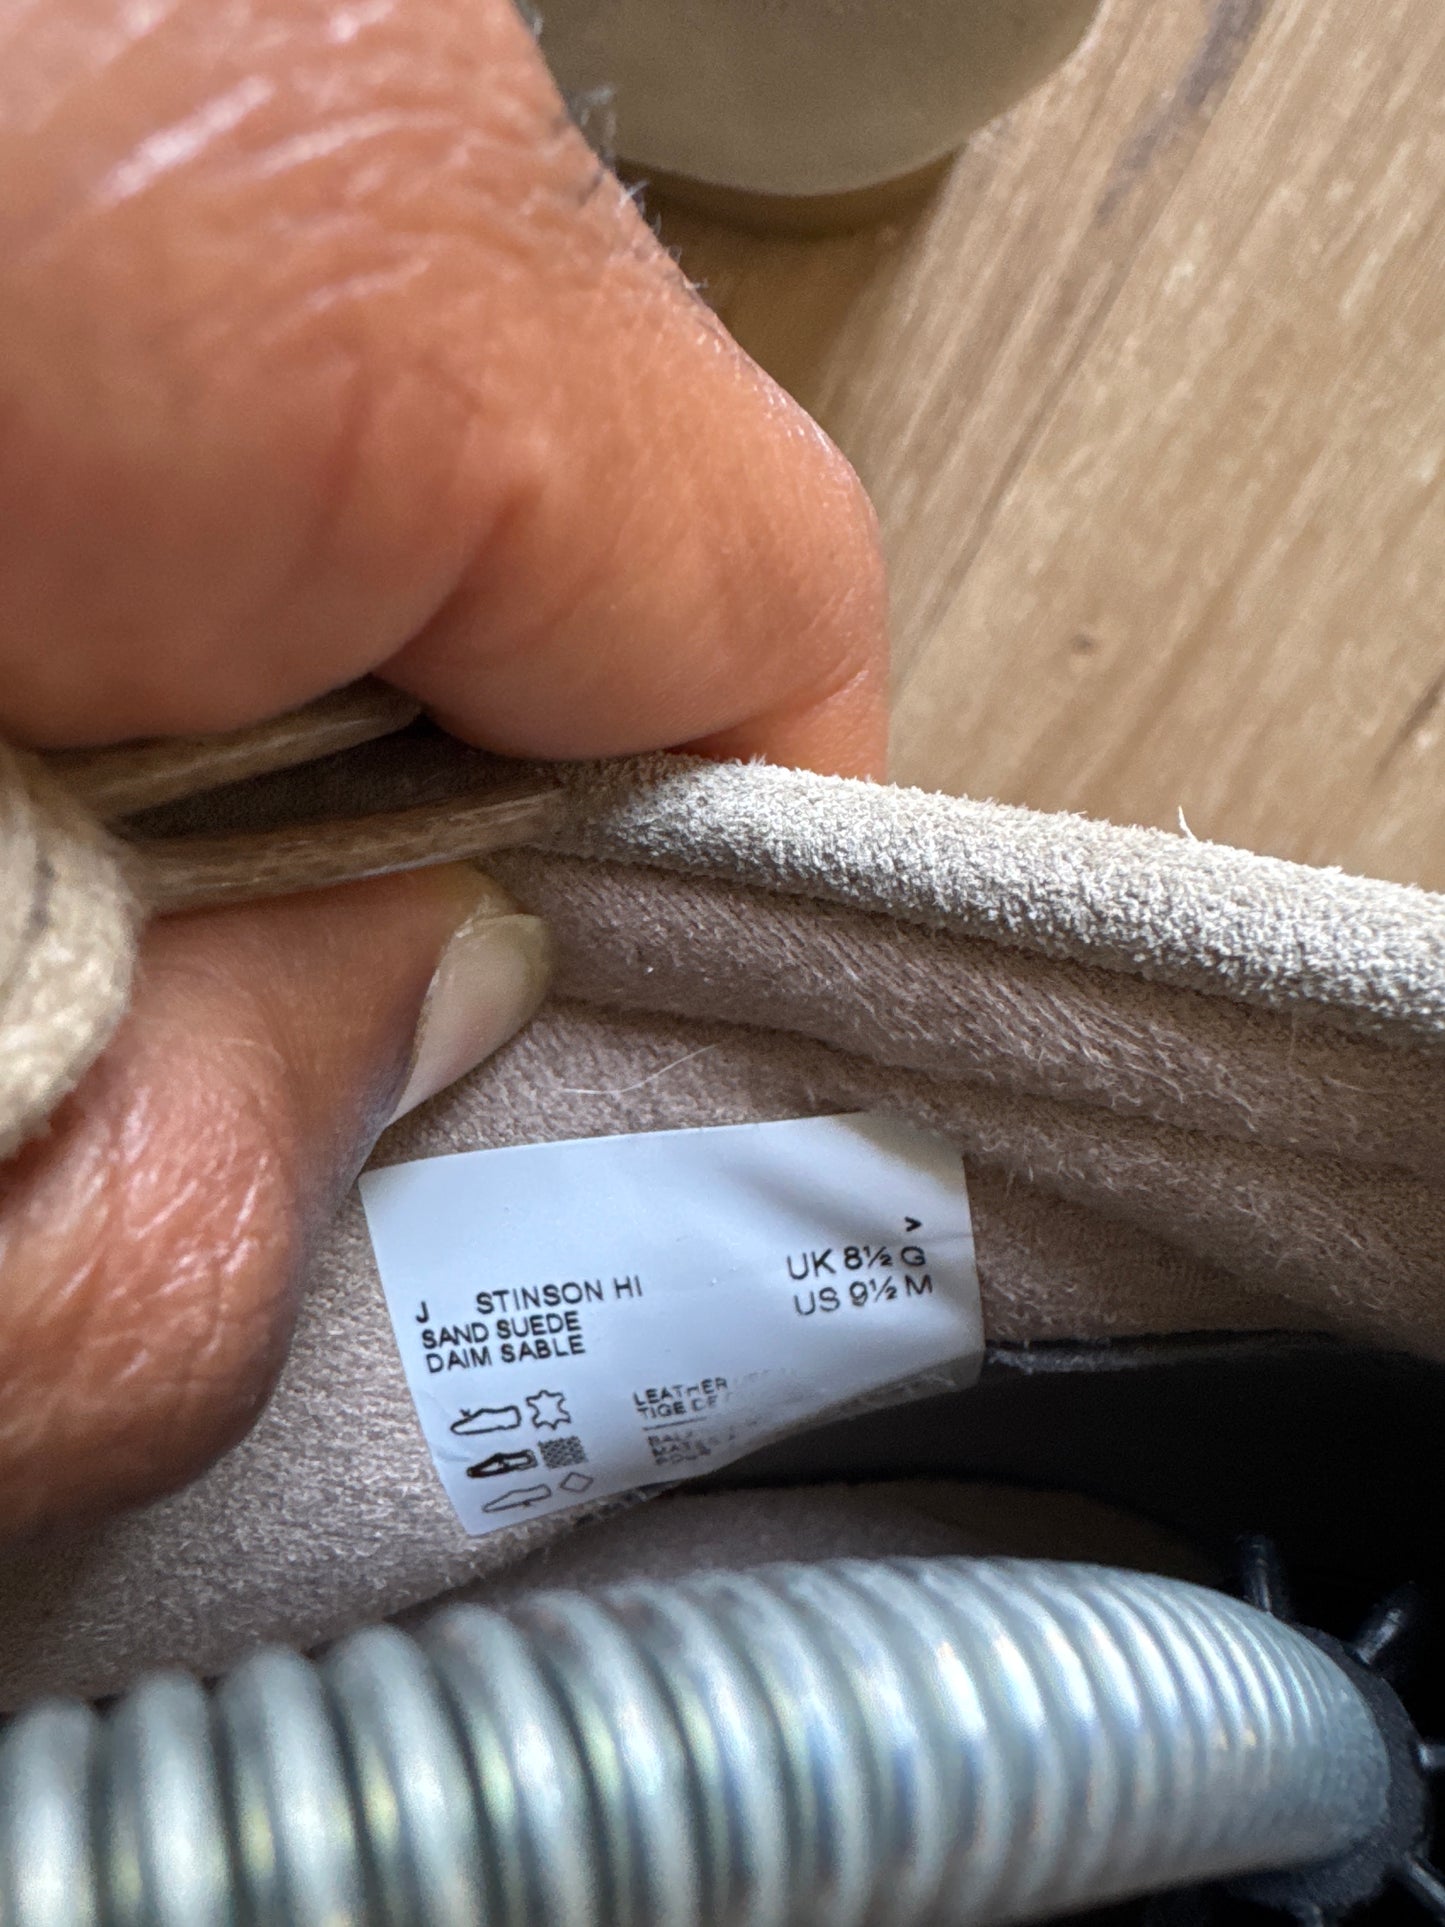 >
UK 8½ G
US 9½ M
J STINSON HI
SAND SUEDE
DAIM SABLE
LEATHER
TIGE DE